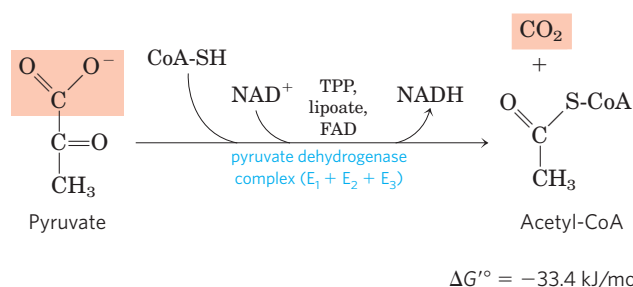 CO₂
+
O O⁻
C
C=O
CH₃
Pyruvate
CoA-SH
NAD⁺
TPP,
lipoate,
FAD
NADH
pyruvate dehydrogenase
complex (E₁ + E₂ + E₃)
O S-CoA
C
CH₃
Acetyl-CoA
ΔG′° = −33.4 kJ/mo